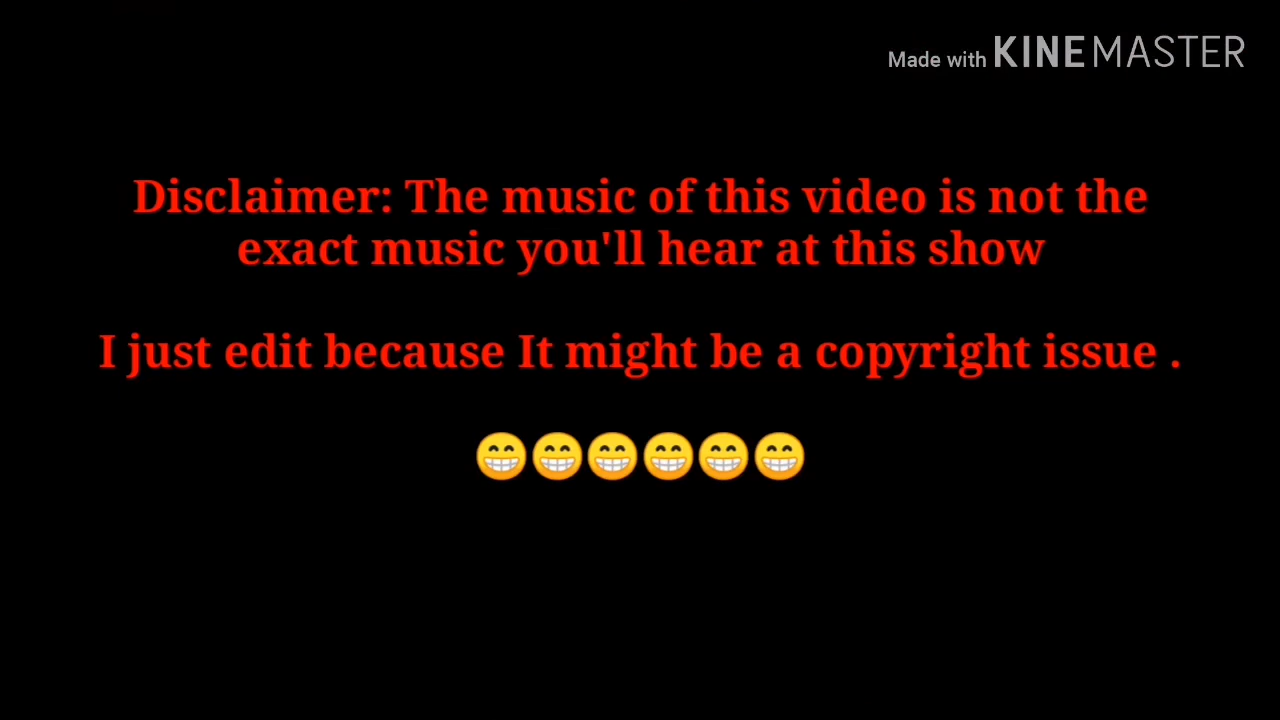 Made with KINEMASTER
Disclaimer: The music of this video is not the
exact music you'll hear at this show
I just edit because It might be a copyright issue .
😁😁😁😁😁😁